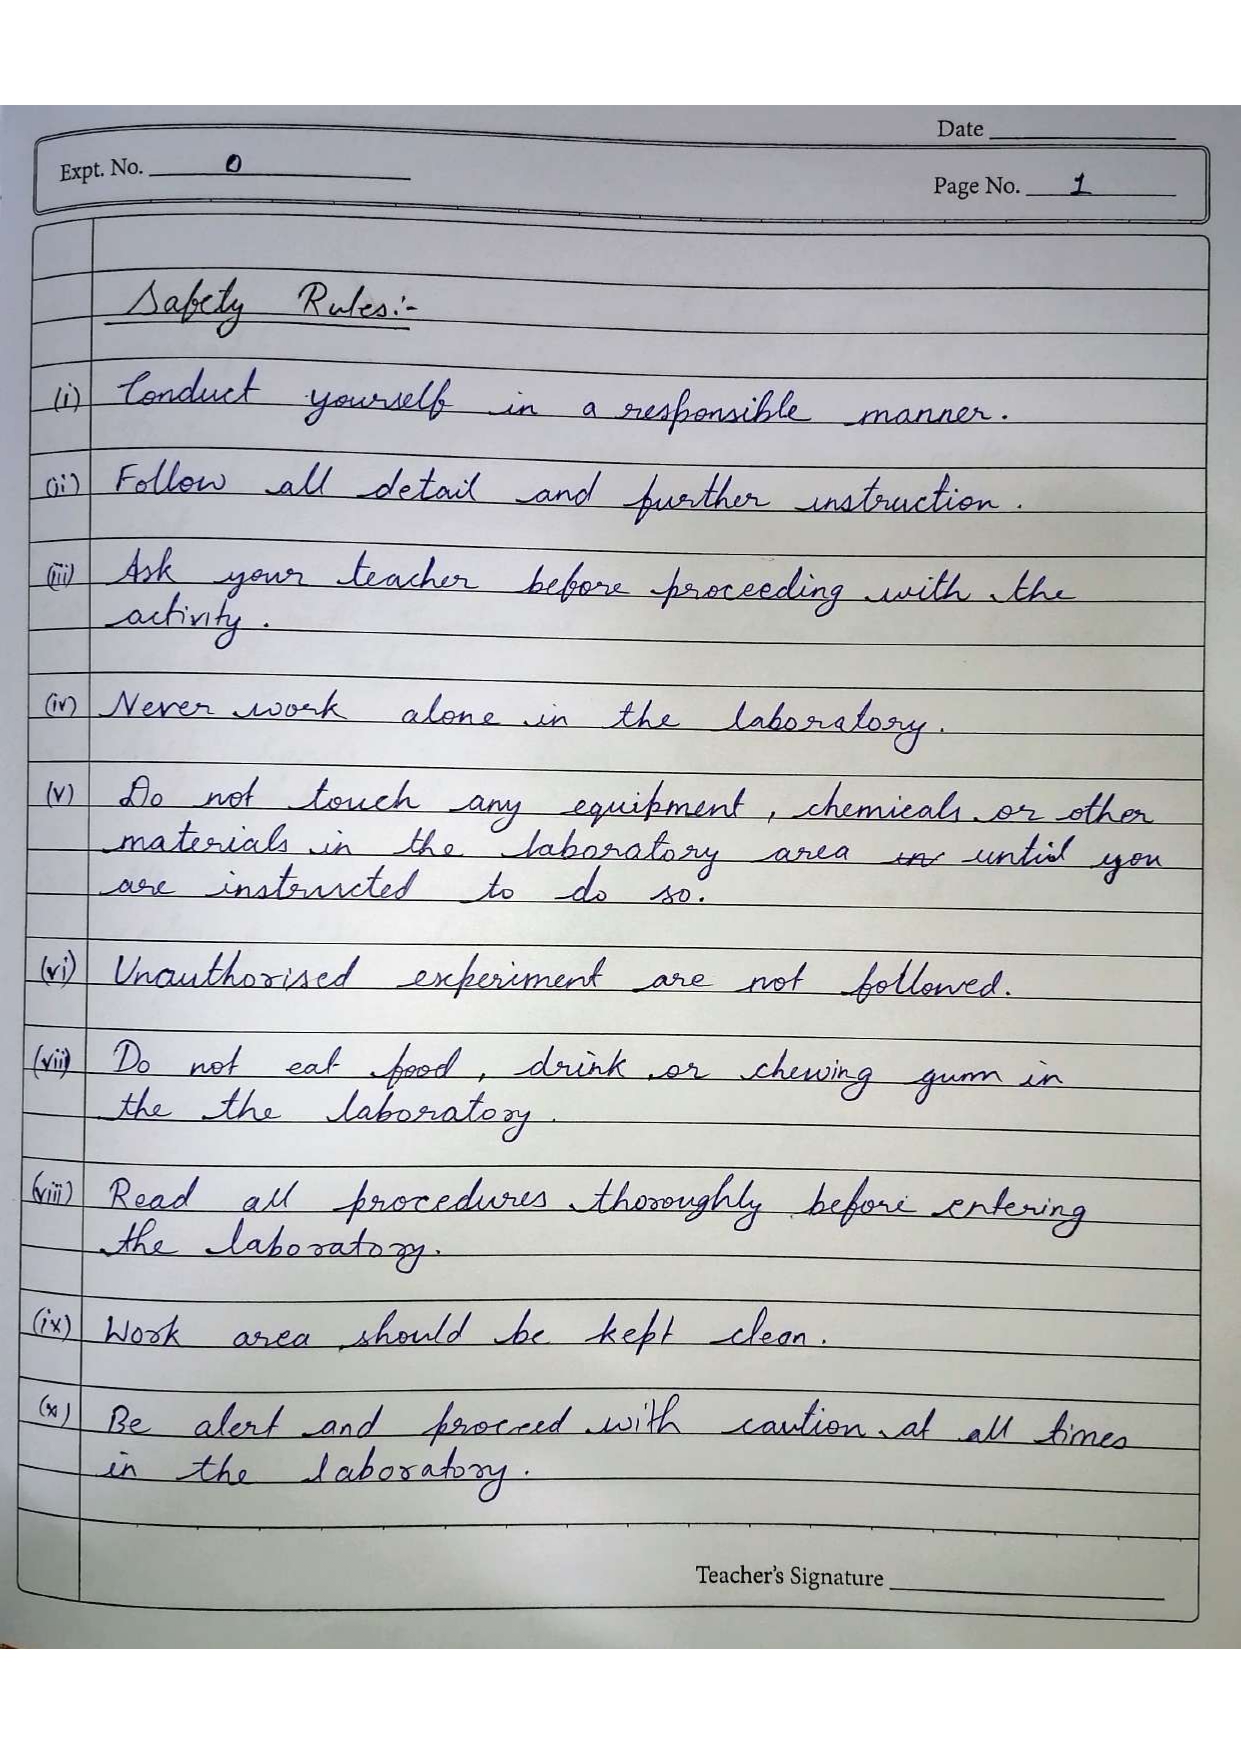 Date
Expt. No. 0
Page No. 1
Safety Rules:-
(i) Conduct yourself in a responsible manner.
(ii) Follow all detail and further instruction.
(iii) Ask your teacher before proceeding with the
activity.
(iv) Never work alone in the laboratory.
(v) Do not touch any equipment, chemicals or other
materials in the laboratory area in until you
are instructed to do so.
(vi) Unauthorised experiment are not followed.
(vii) Do not eat food, drink or chewing gum in
the the laboratory.
(viii) Read all procedures thoroughly before entering
the laboratory.
(ix) Work area should be kept clean.
(x) Be alert and proceed with caution at all times
in the laboratory.
Teacher's Signature